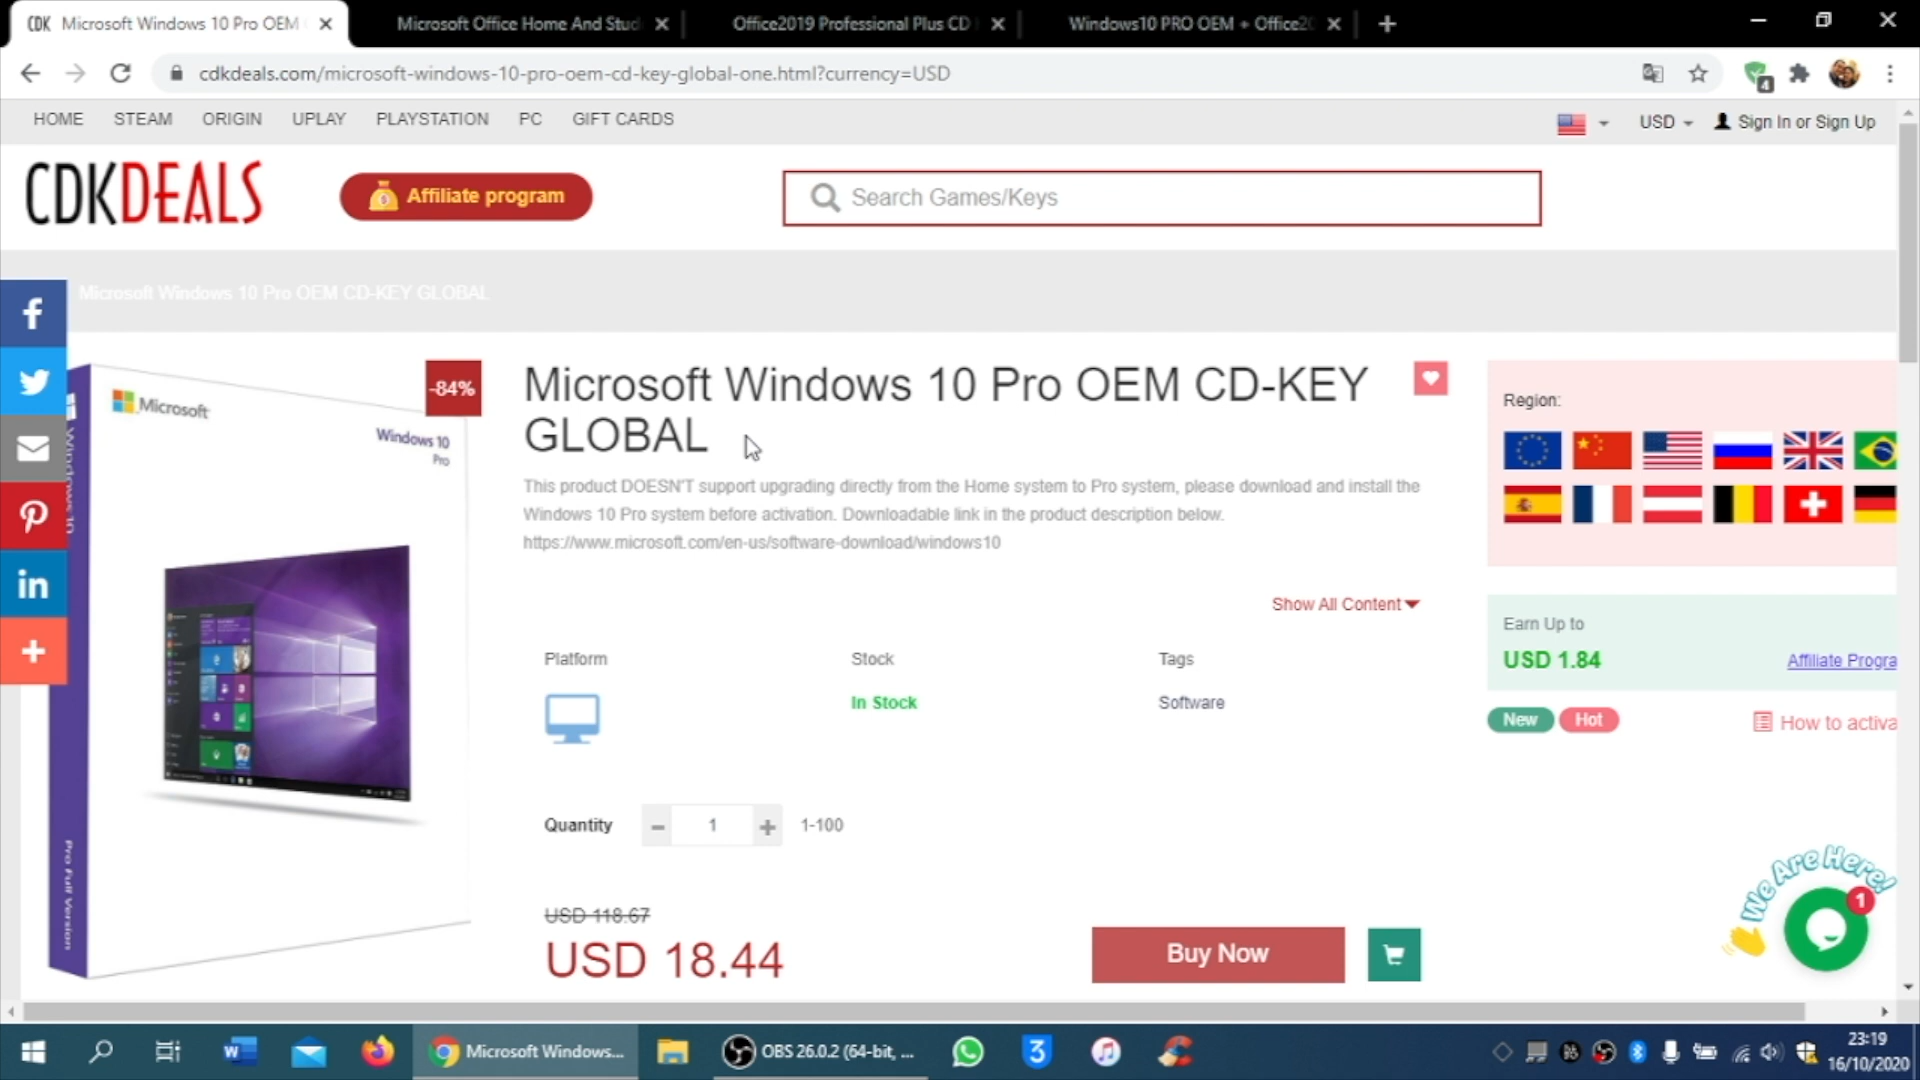 CDK Microsoft Windows 10 Pro OEM
Microsoft Office Home And Stud
Office2019 Professional Plus CD
Windows10 PRO OEM + Office20
cdkdeals.com/microsoft-windows-10-pro-oem-cd-key-global-one.html?currency=USD
4
HOME STEAM ORIGIN UPLAY PLAYSTATION PC GIFT CARDS
USD
Sign In or Sign Up
CDKDEALS
Affiliate program
Search Games/Keys
Microsoft Windows 10 Pro OEM CD-KEY GLOBAL
-84%
Microsoft
Windows 10
Pro
Windows 10
Pro Full Version
Microsoft Windows 10 Pro OEM CD-KEY
GLOBAL
This product DOESN'T support upgrading directly from the Home system to Pro system, please download and install the
Windows 10 Pro system before activation. Downloadable link in the product description below.
https://www.microsoft.com/en-us/software-download/windows10
Show All Content
Platform
Stock
In Stock
Tags
Software
Quantity
1
1-100
USD 118.67
USD 18.44
Buy Now
Region:
Earn Up to
USD 1.84
Affiliate Progra
New
Hot
How to activa
We Are Here!
1
Microsoft Windows...
OBS 26.0.2 (64-bit, ...
23:19
16/10/2020